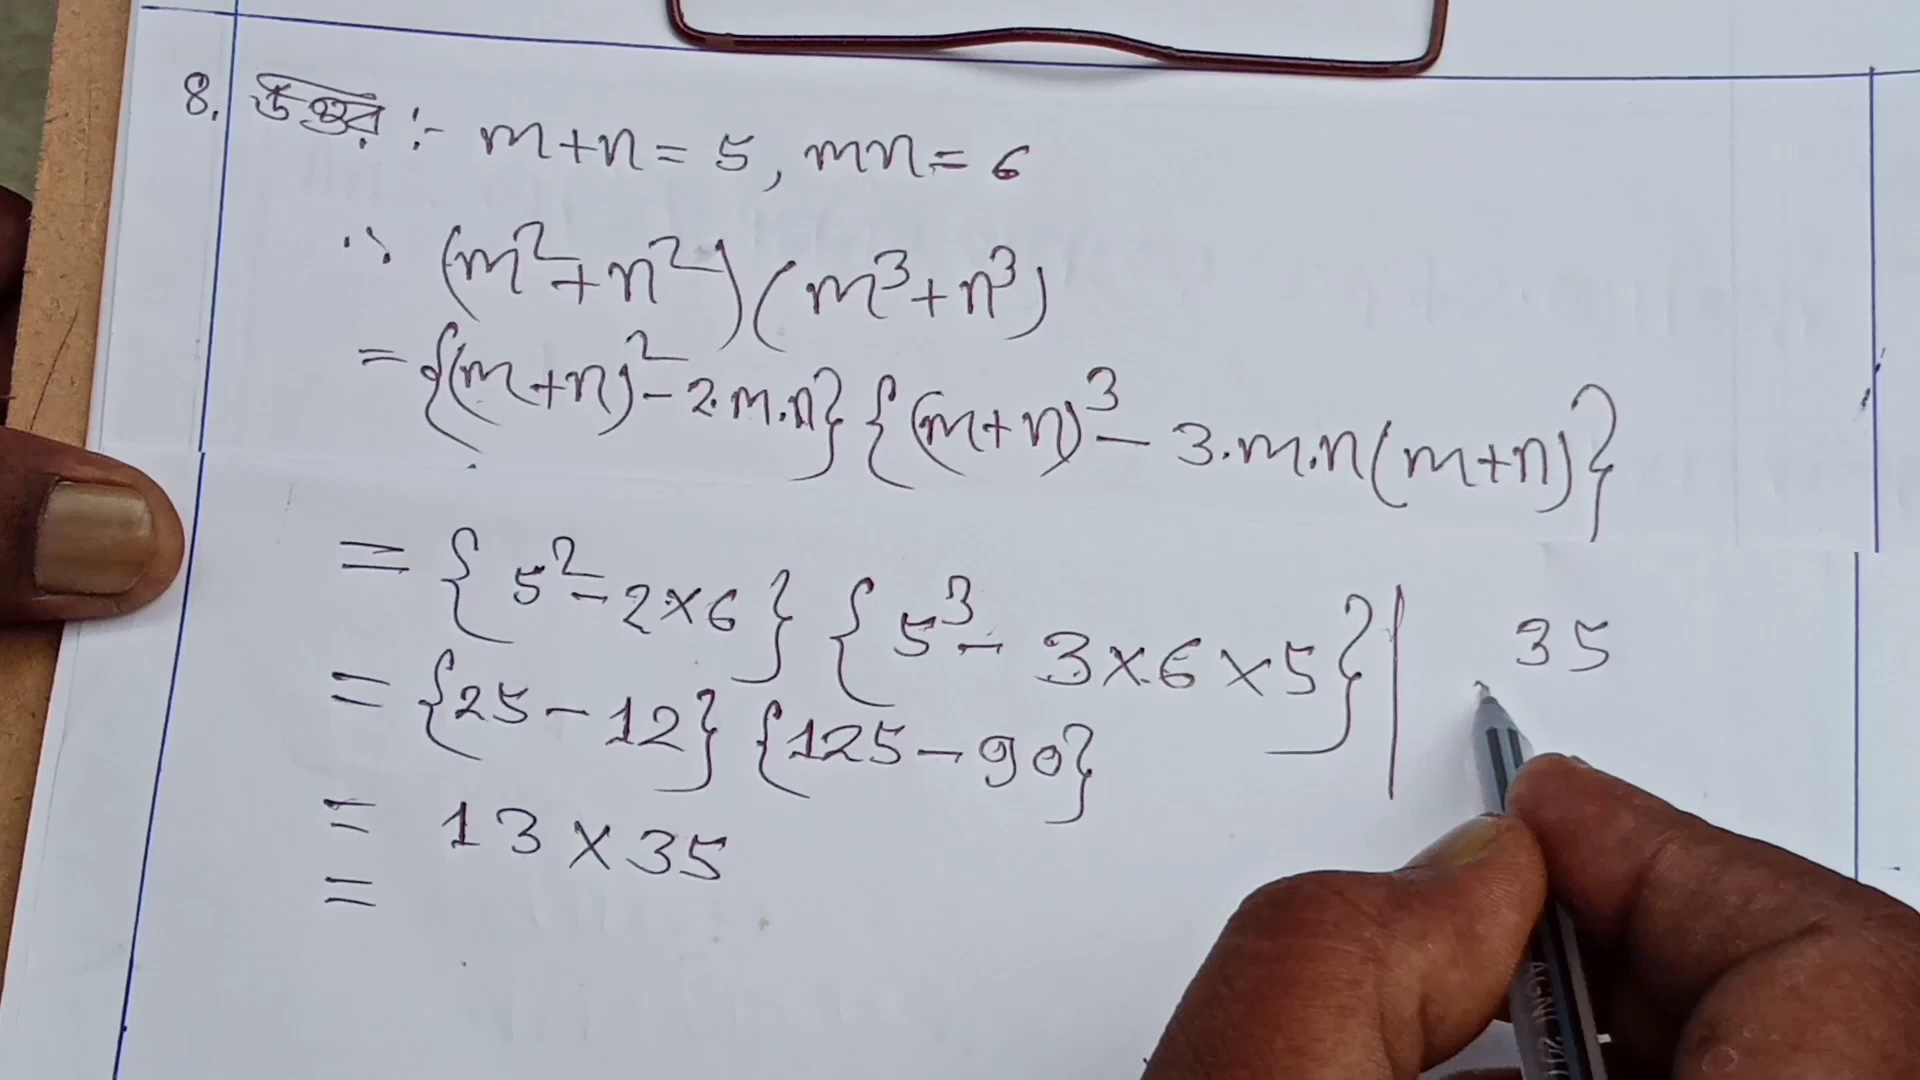 8. উত্তর :- m+n = 5, mn = 6
∴ (m²+n²)(m³+n³)
= {(m+n)²-2.m.n}{(m+n)³-3.m.n(m+n)}
= {5²-2×6} {5³-3×6×5}
35
= {25-12} {125-90}
= 13 × 35
=
AGNI